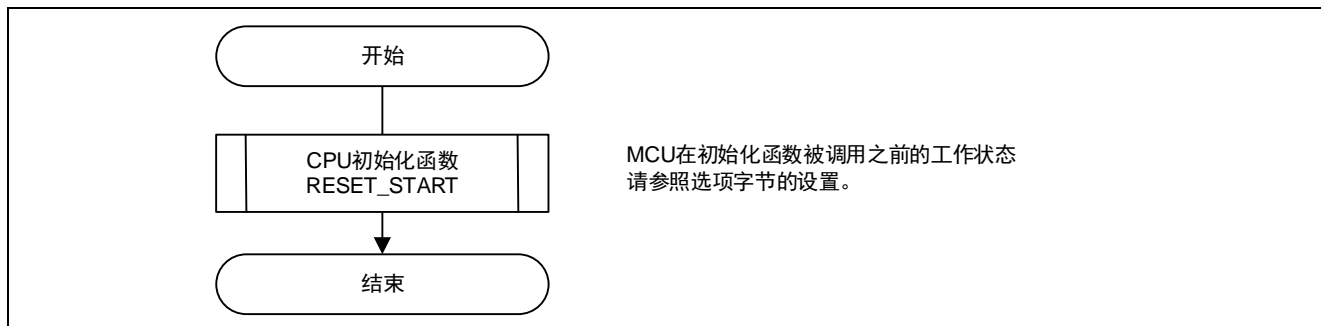 开始
CPU初始化函数
RESET_START
MCU在初始化函数被调用之前的工作状态
请参照选项字节的设置。
结束